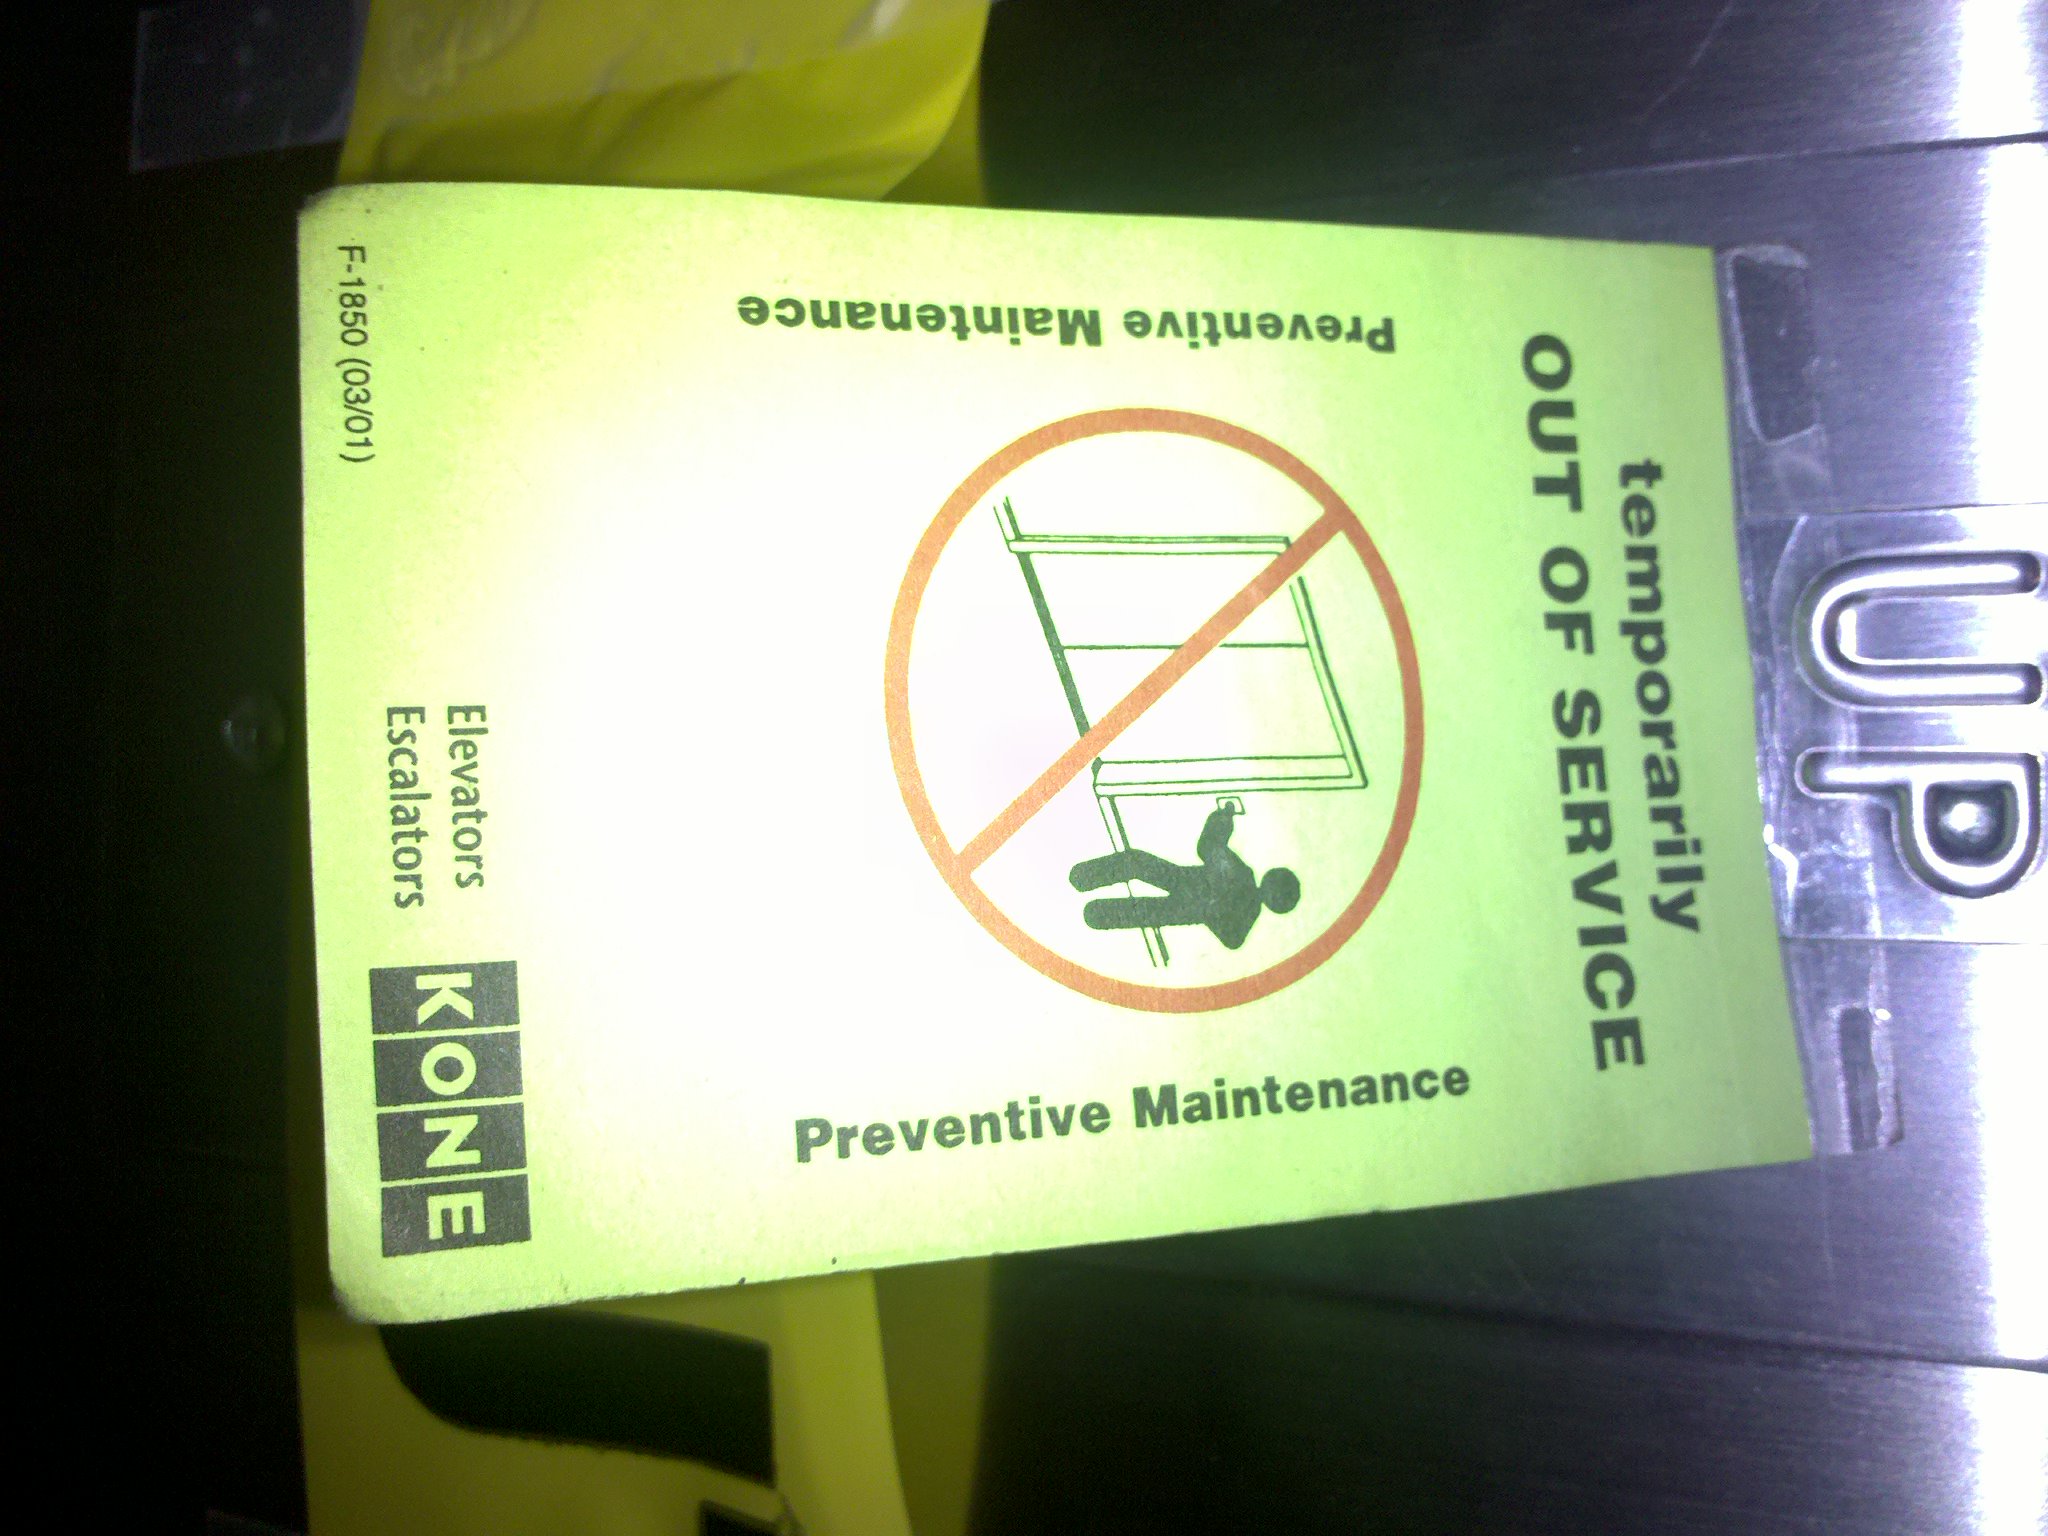 UP
temporarily
OUT OF SERVICE
Preventive Maintenance
Preventive Maintenance
Elevators
Escalators
KONE
F-1850 (03/01)